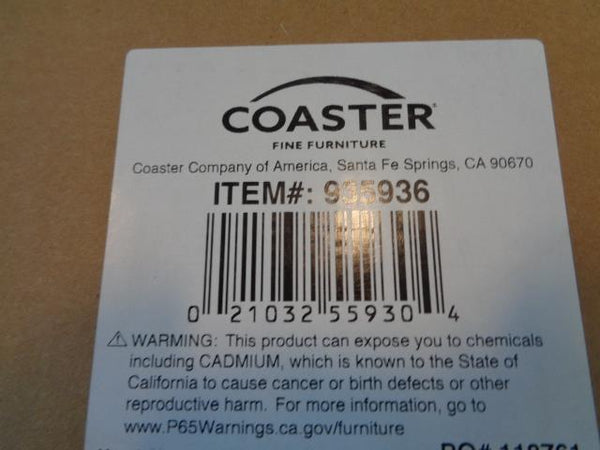 COASTER
FINE FURNITURE
Coaster Company of America, Santa Fe Springs, CA 90670
ITEM#: 935936
0 21032 55930 4
⚠ WARMING: This product can expose you to chemicals
including CADMIUM, which is known to the State of
California to cause cancer or birth defects or other
reproductive harm. For more information, go to
www.P65Warnings.ca.gov/furniture